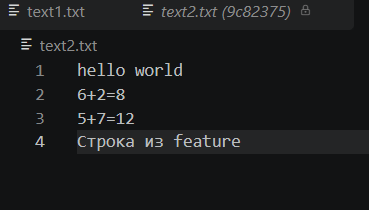 text1.txt text2.txt (9c82375)
text2.txt
1 hello world
2 6+2=8
3 5+7=12
4 Строка из feature